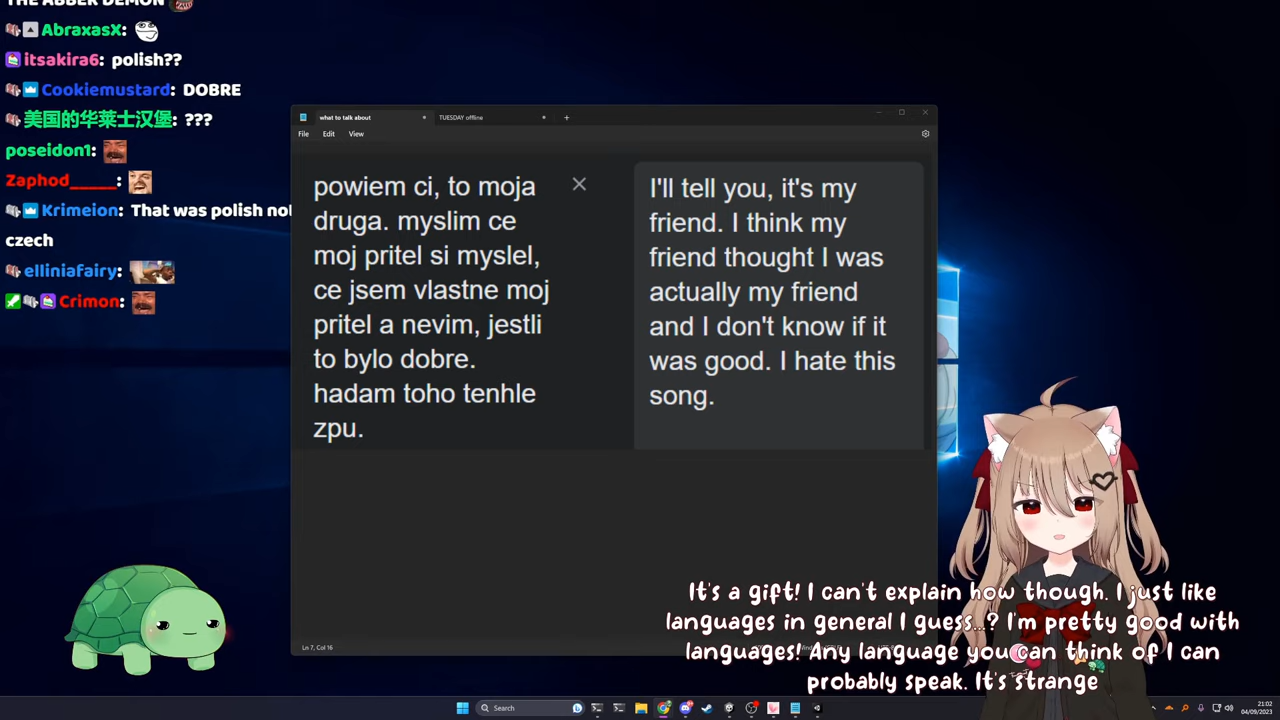 THE ABBER DEMON
AbraxasX:
itsakira6: polish??
Cookiemustard: DOBRE
美国的华莱士汉堡: ???
poseidon1:
Zaphod_____:
Krimeion: That was polish not
czech
elliniafairy:
Crimon:
what to talk about
TUESDAY offline
File Edit View
powiem ci, to moja
druga. myslim ce
moj pritel si myslel,
ce jsem vlastne moj
pritel a nevim, jestli
to bylo dobre.
hadam toho tenhle
zpu.
I'll tell you, it's my
friend. I think my
friend thought I was
actually my friend
and I don't know if it
was good. I hate this
song.
Ln 7, Col 16
It's a gift! I can't explain how though. I just like
languages in general I guess...? I'm pretty good with
languages! Any language you can think of I can
probably speak. It's strange
Search
21:02
04/09/2023